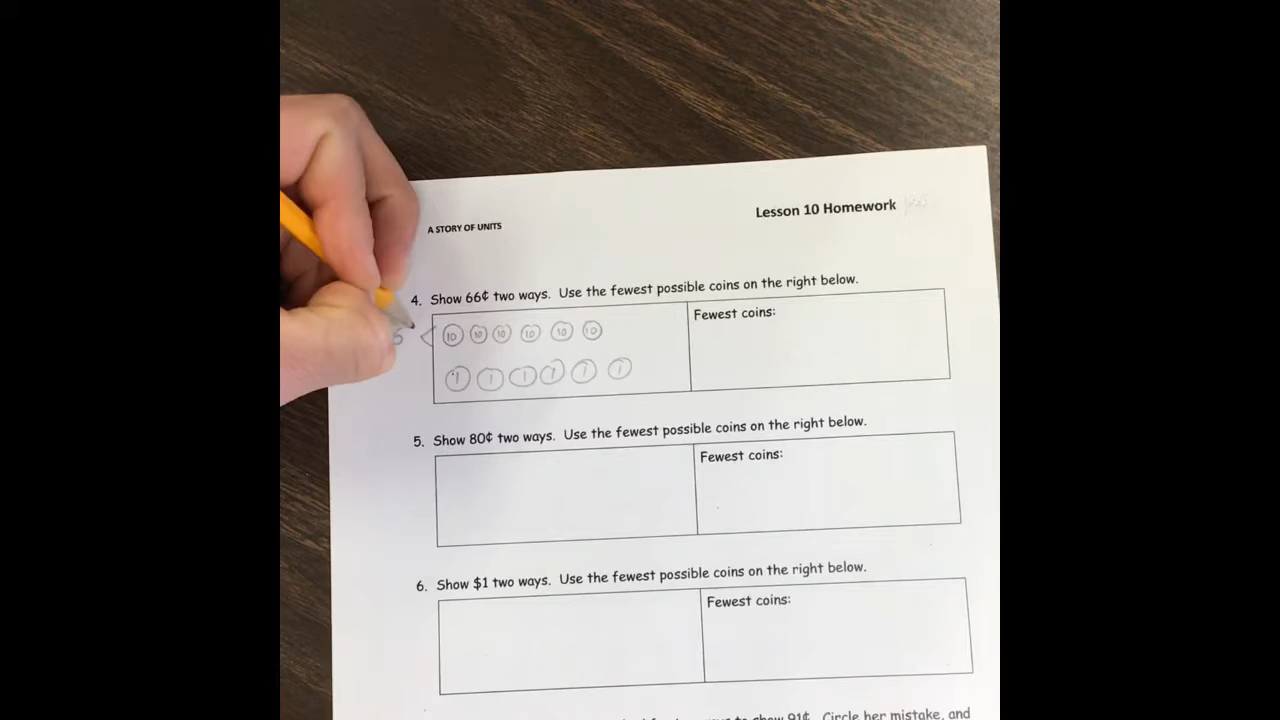 A STORY OF UNITS
Lesson 10 Homework
4. Show 66¢ two ways. Use the fewest possible coins on the right below.
10 10 10 10 10 10
1 1 1 1 1 1
Fewest coins:
5. Show 80¢ two ways. Use the fewest possible coins on the right below.
Fewest coins:
6. Show $1 two ways. Use the fewest possible coins on the right below.
Fewest coins:
to show 91¢. Circle her mistake, and